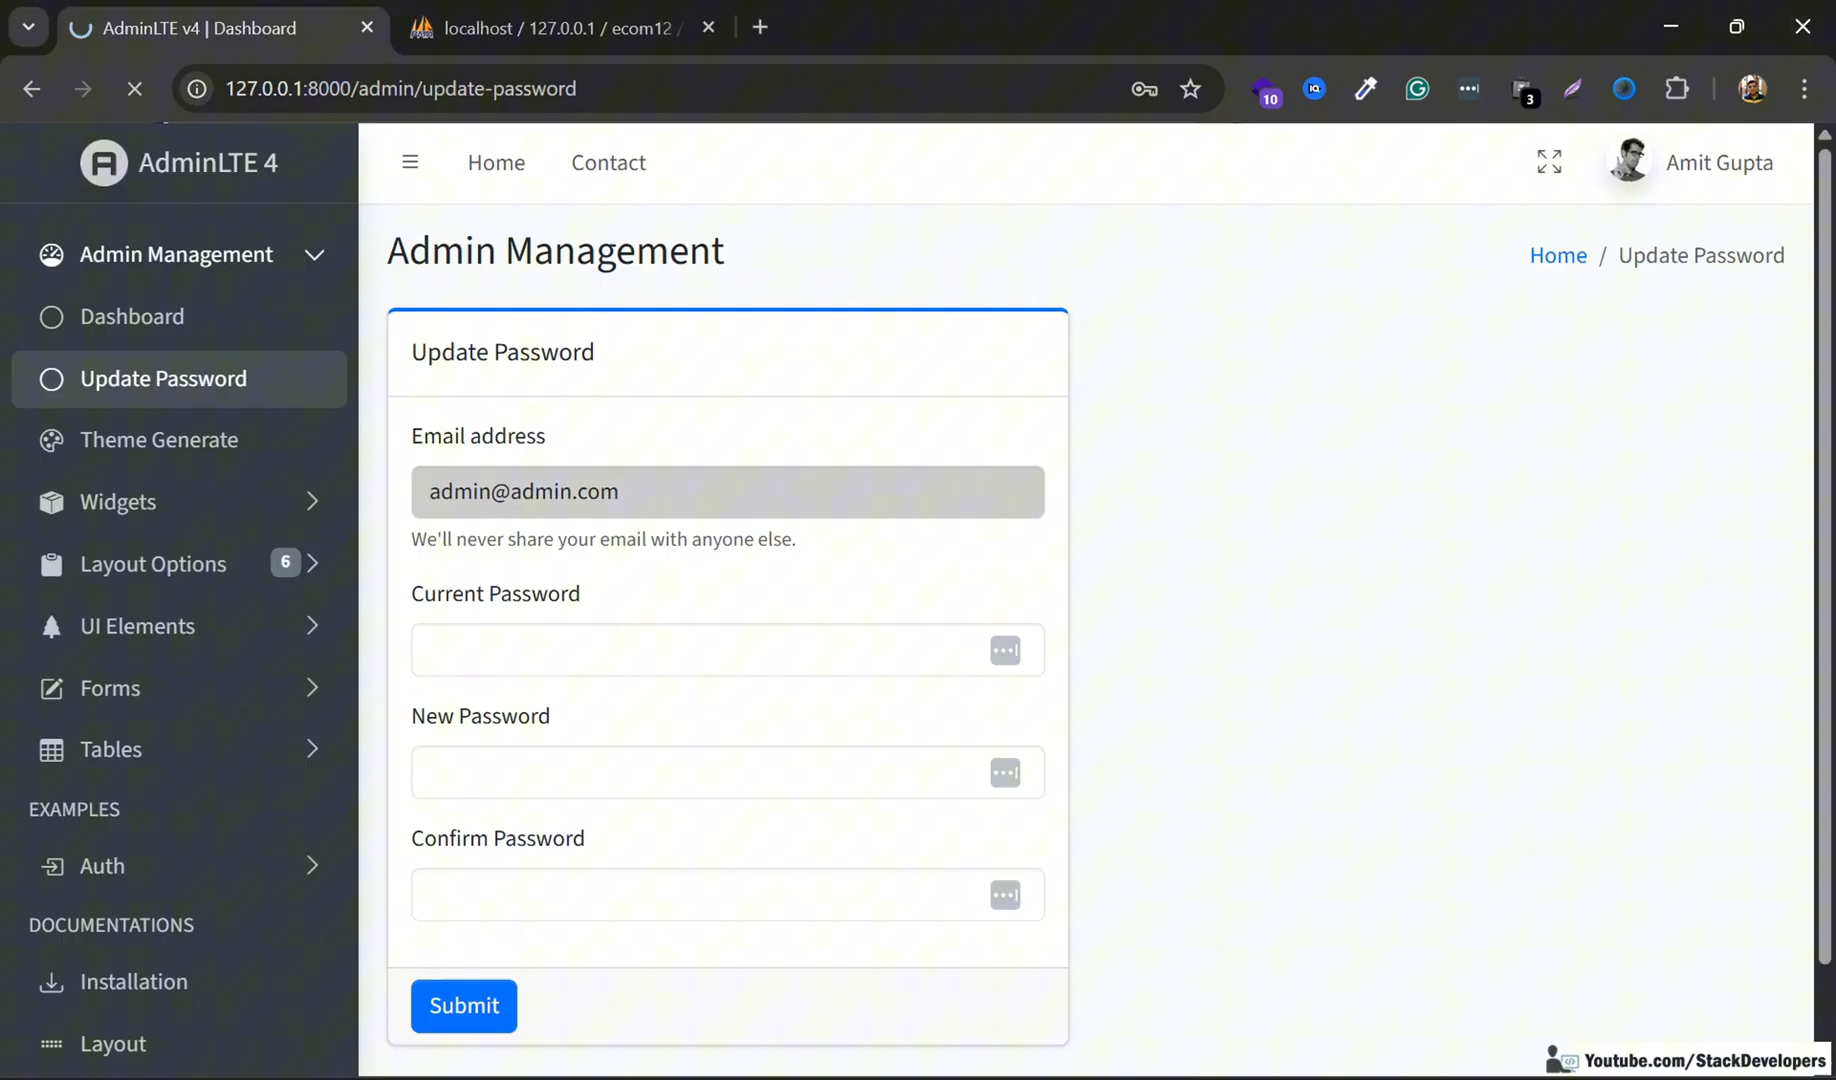 AdminLTE v4 | Dashboard
localhost / 127.0.0.1 / ecom12 /
127.0.0.1:8000/admin/update-password
10
3
AdminLTE 4
Home
Contact
Amit Gupta
Admin Management
Dashboard
Update Password
Theme Generate
Widgets
Layout Options
6
UI Elements
Forms
Tables
EXAMPLES
Auth
DOCUMENTATIONS
Installation
Layout
Admin Management
Home / Update Password
Update Password
Email address
admin@admin.com
We'll never share your email with anyone else.
Current Password
New Password
Confirm Password
Submit
Youtube.com/StackDevelopers